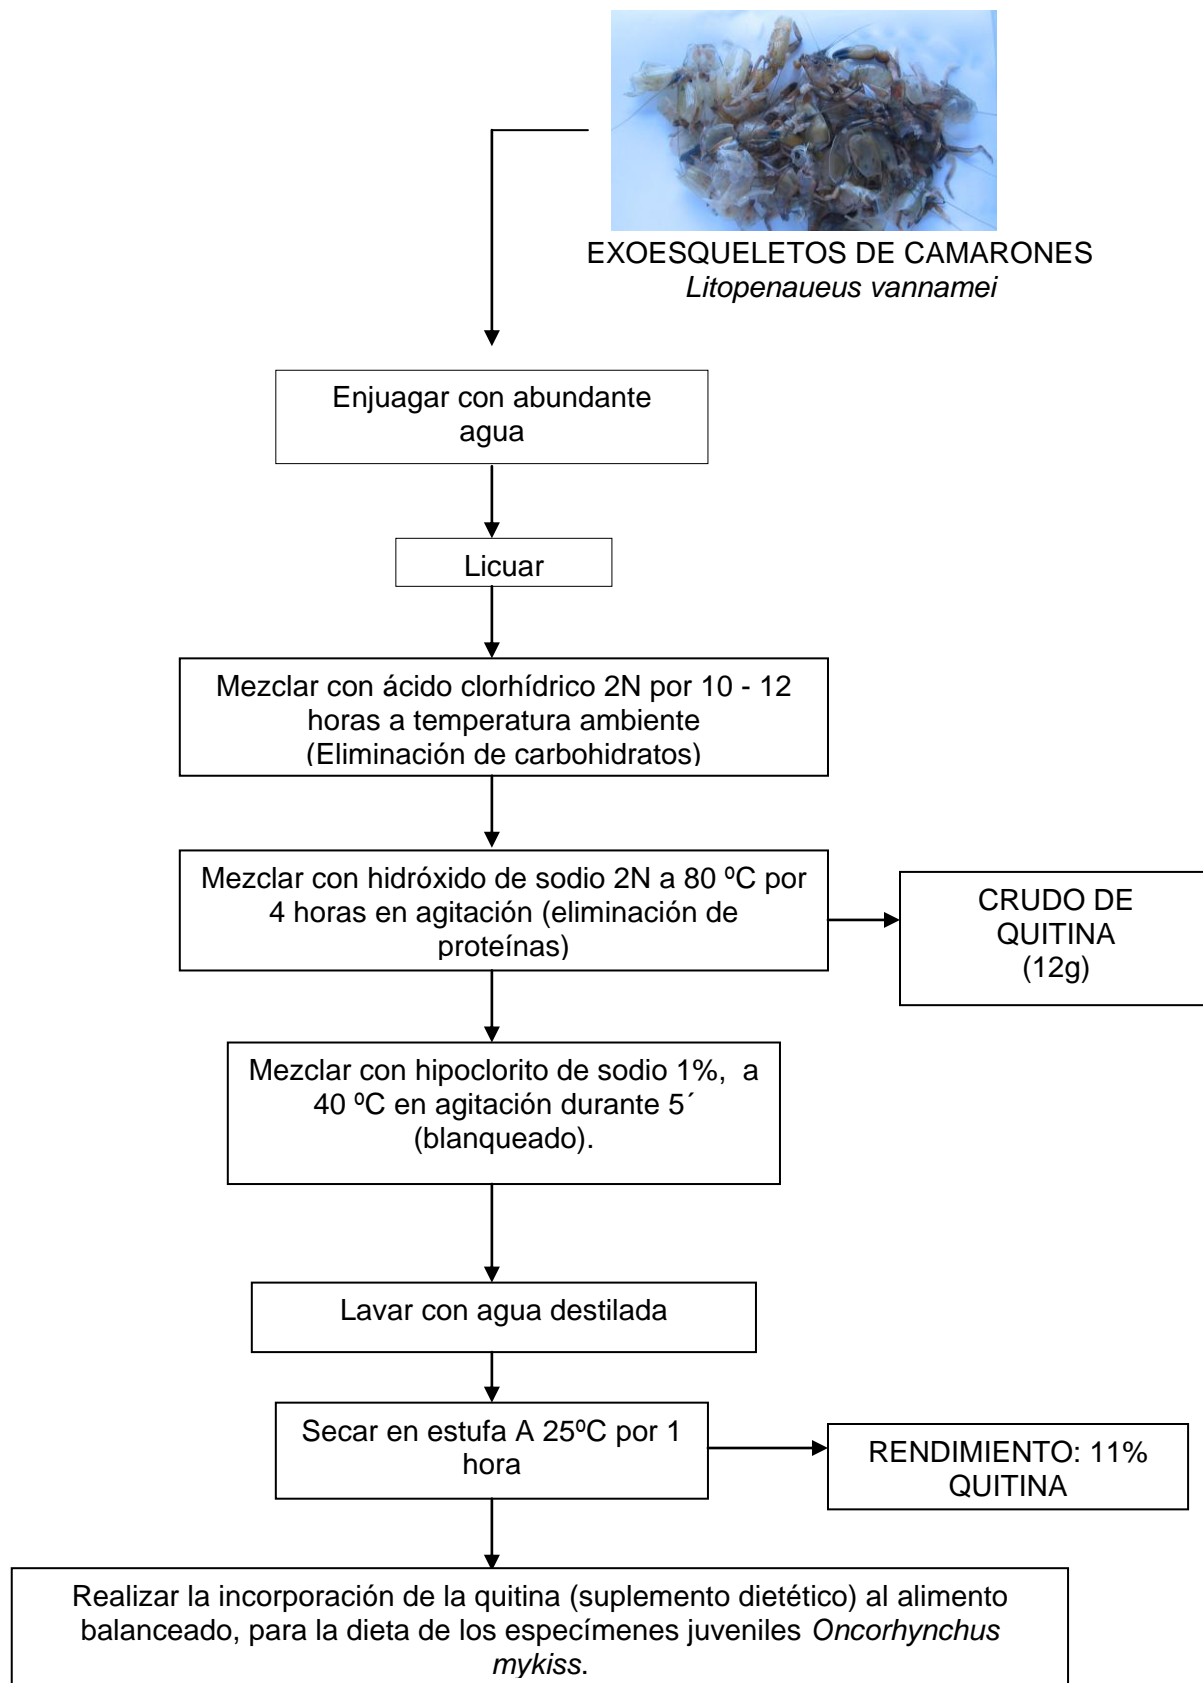 EXOESQUELETOS DE CAMARONES
Litopenaueus vannamei
Enjuagar con abundante
agua
Licuar
Mezclar con ácido clorhídrico 2N por 10 - 12
horas a temperatura ambiente
(Eliminación de carbohidratos)
Mezclar con hidróxido de sodio 2N a 80 ºC por
4 horas en agitación (eliminación de
proteínas)
CRUDO DE
QUITINA
(12g)
Mezclar con hipoclorito de sodio 1%,  a
40 ºC en agitación durante 5´
(blanqueado).
Lavar con agua destilada
Secar en estufa A 25ºC por 1
hora
RENDIMIENTO: 11%
QUITINA
Realizar la incorporación de la quitina (suplemento dietético) al alimento
balanceado, para la dieta de los especímenes juveniles Oncorhynchus
mykiss.